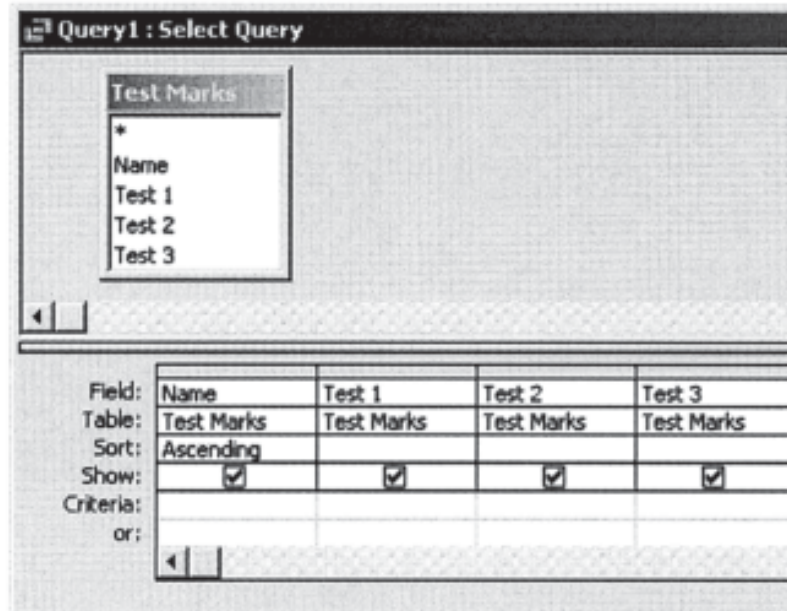 Query1 : Select Query
Test Marks
*
Name
Test 1
Test 2
Test 3
Field: Name Test 1 Test 2 Test 3
Table: Test Marks Test Marks Test Marks Test Marks
Sort: Ascending
Show:
Criteria:
or: